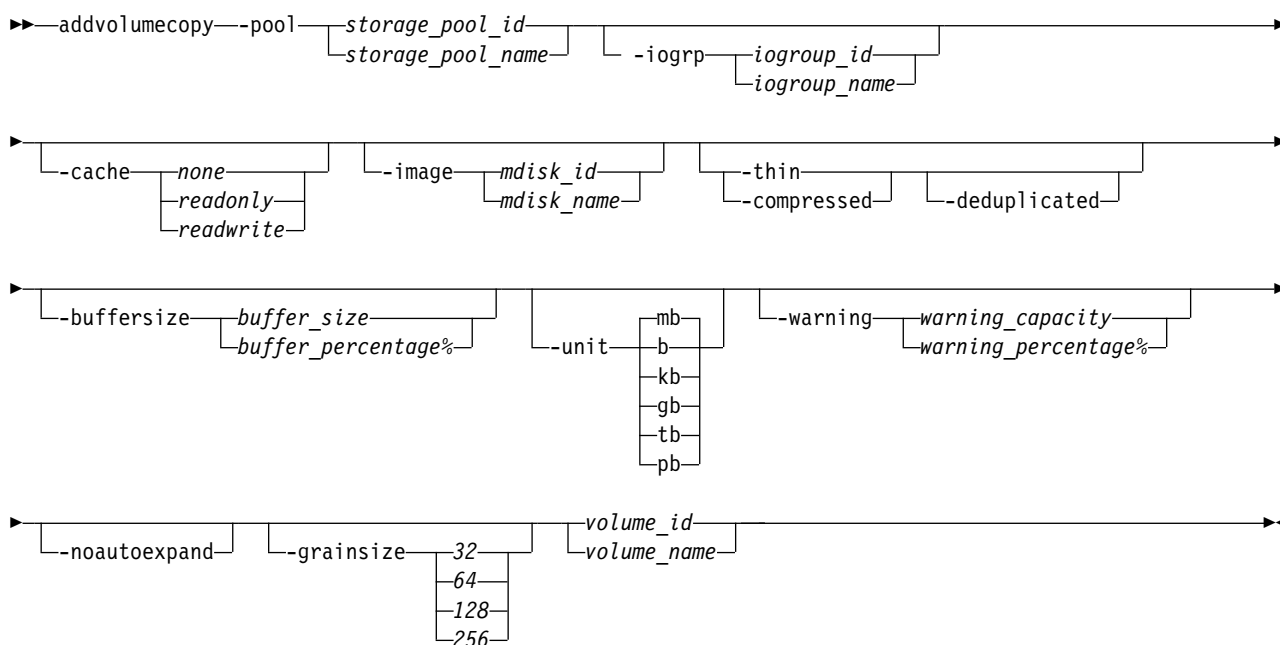 addvolumecopy -pool storage_pool_id
storage_pool_name
-iogrp iogroup_id
iogroup_name
-cache none
readonly
readwrite
-image mdisk_id
mdisk_name
-thin
-compressed
-deduplicated
-buffersize buffer_size
buffer_percentage%
-unit mb
b
kb
gb
tb
pb
-warning warning_capacity
warning_percentage%
-noautoexpand
-grainsize 32
64
128
256
volume_id
volume_name